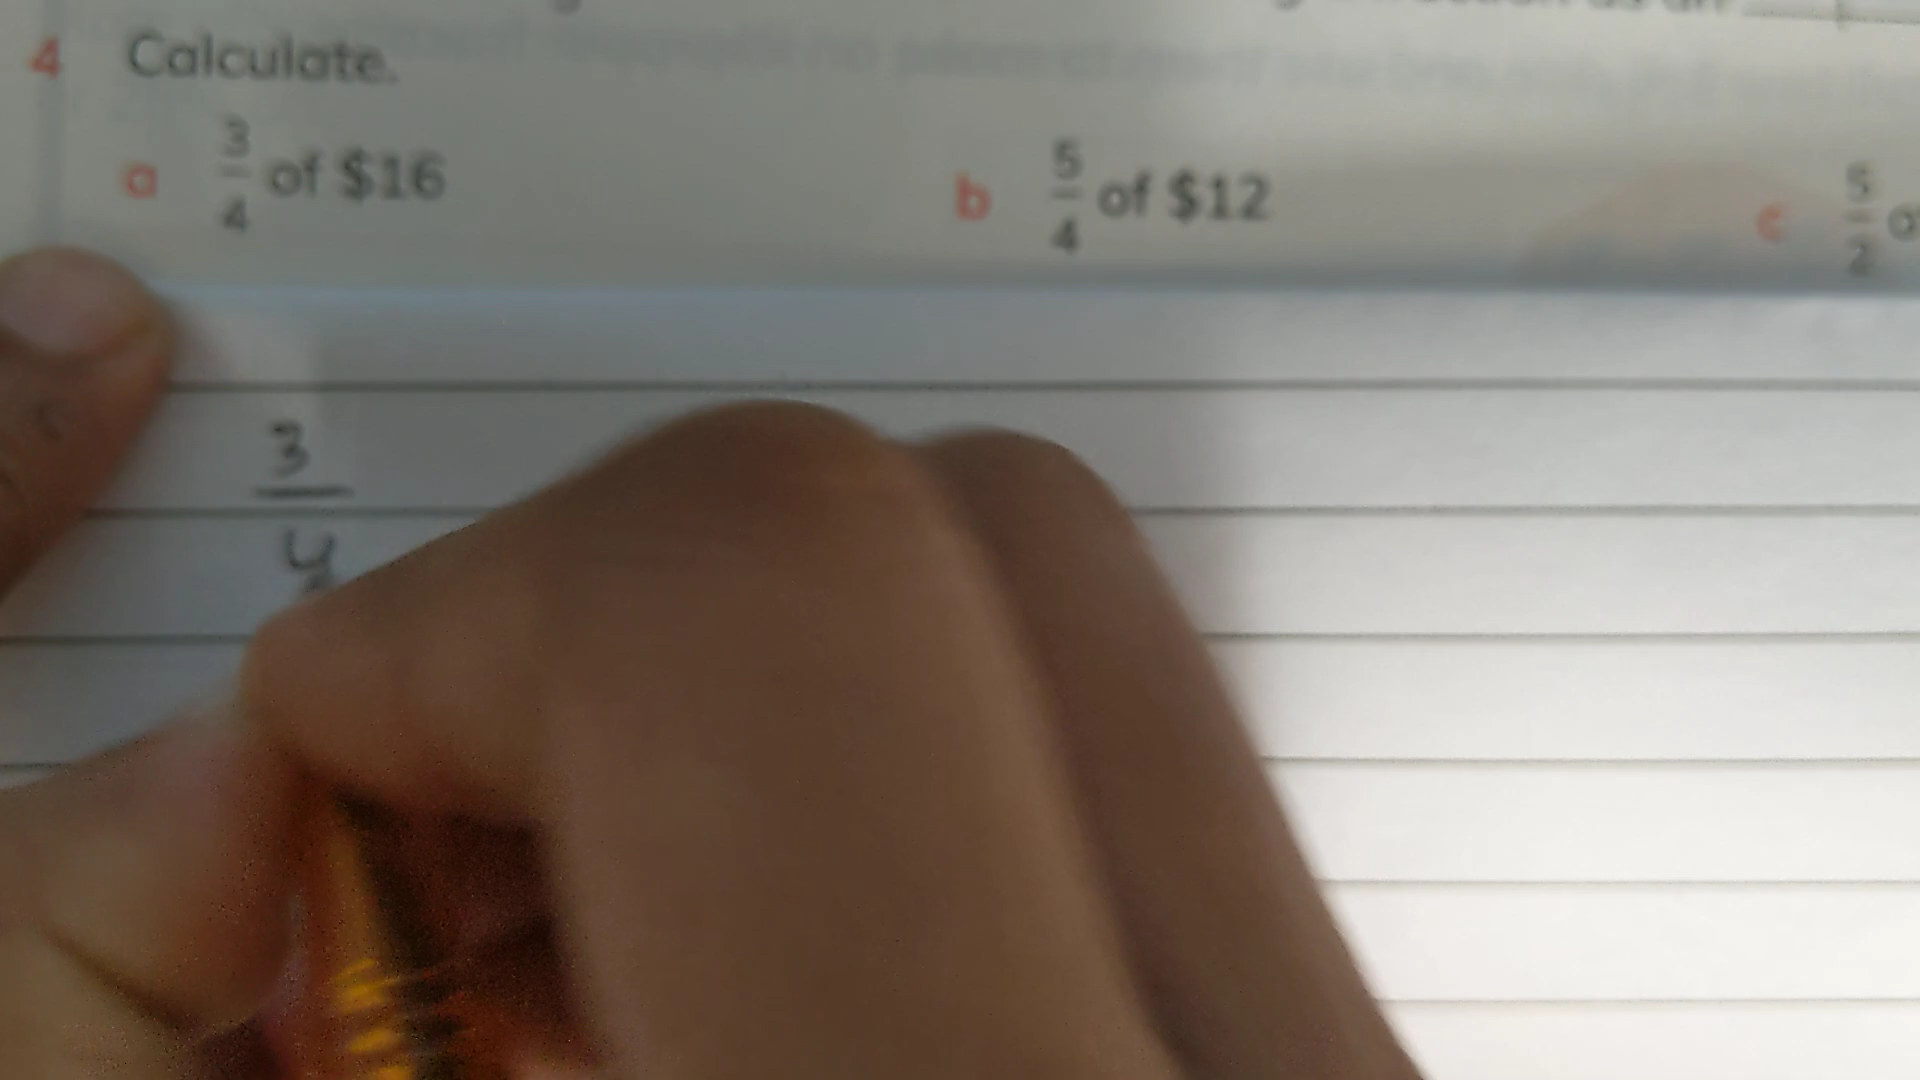 4 Calculate.
a 3/4 of $16 b 5/4 of $12 c 5/2
3
4